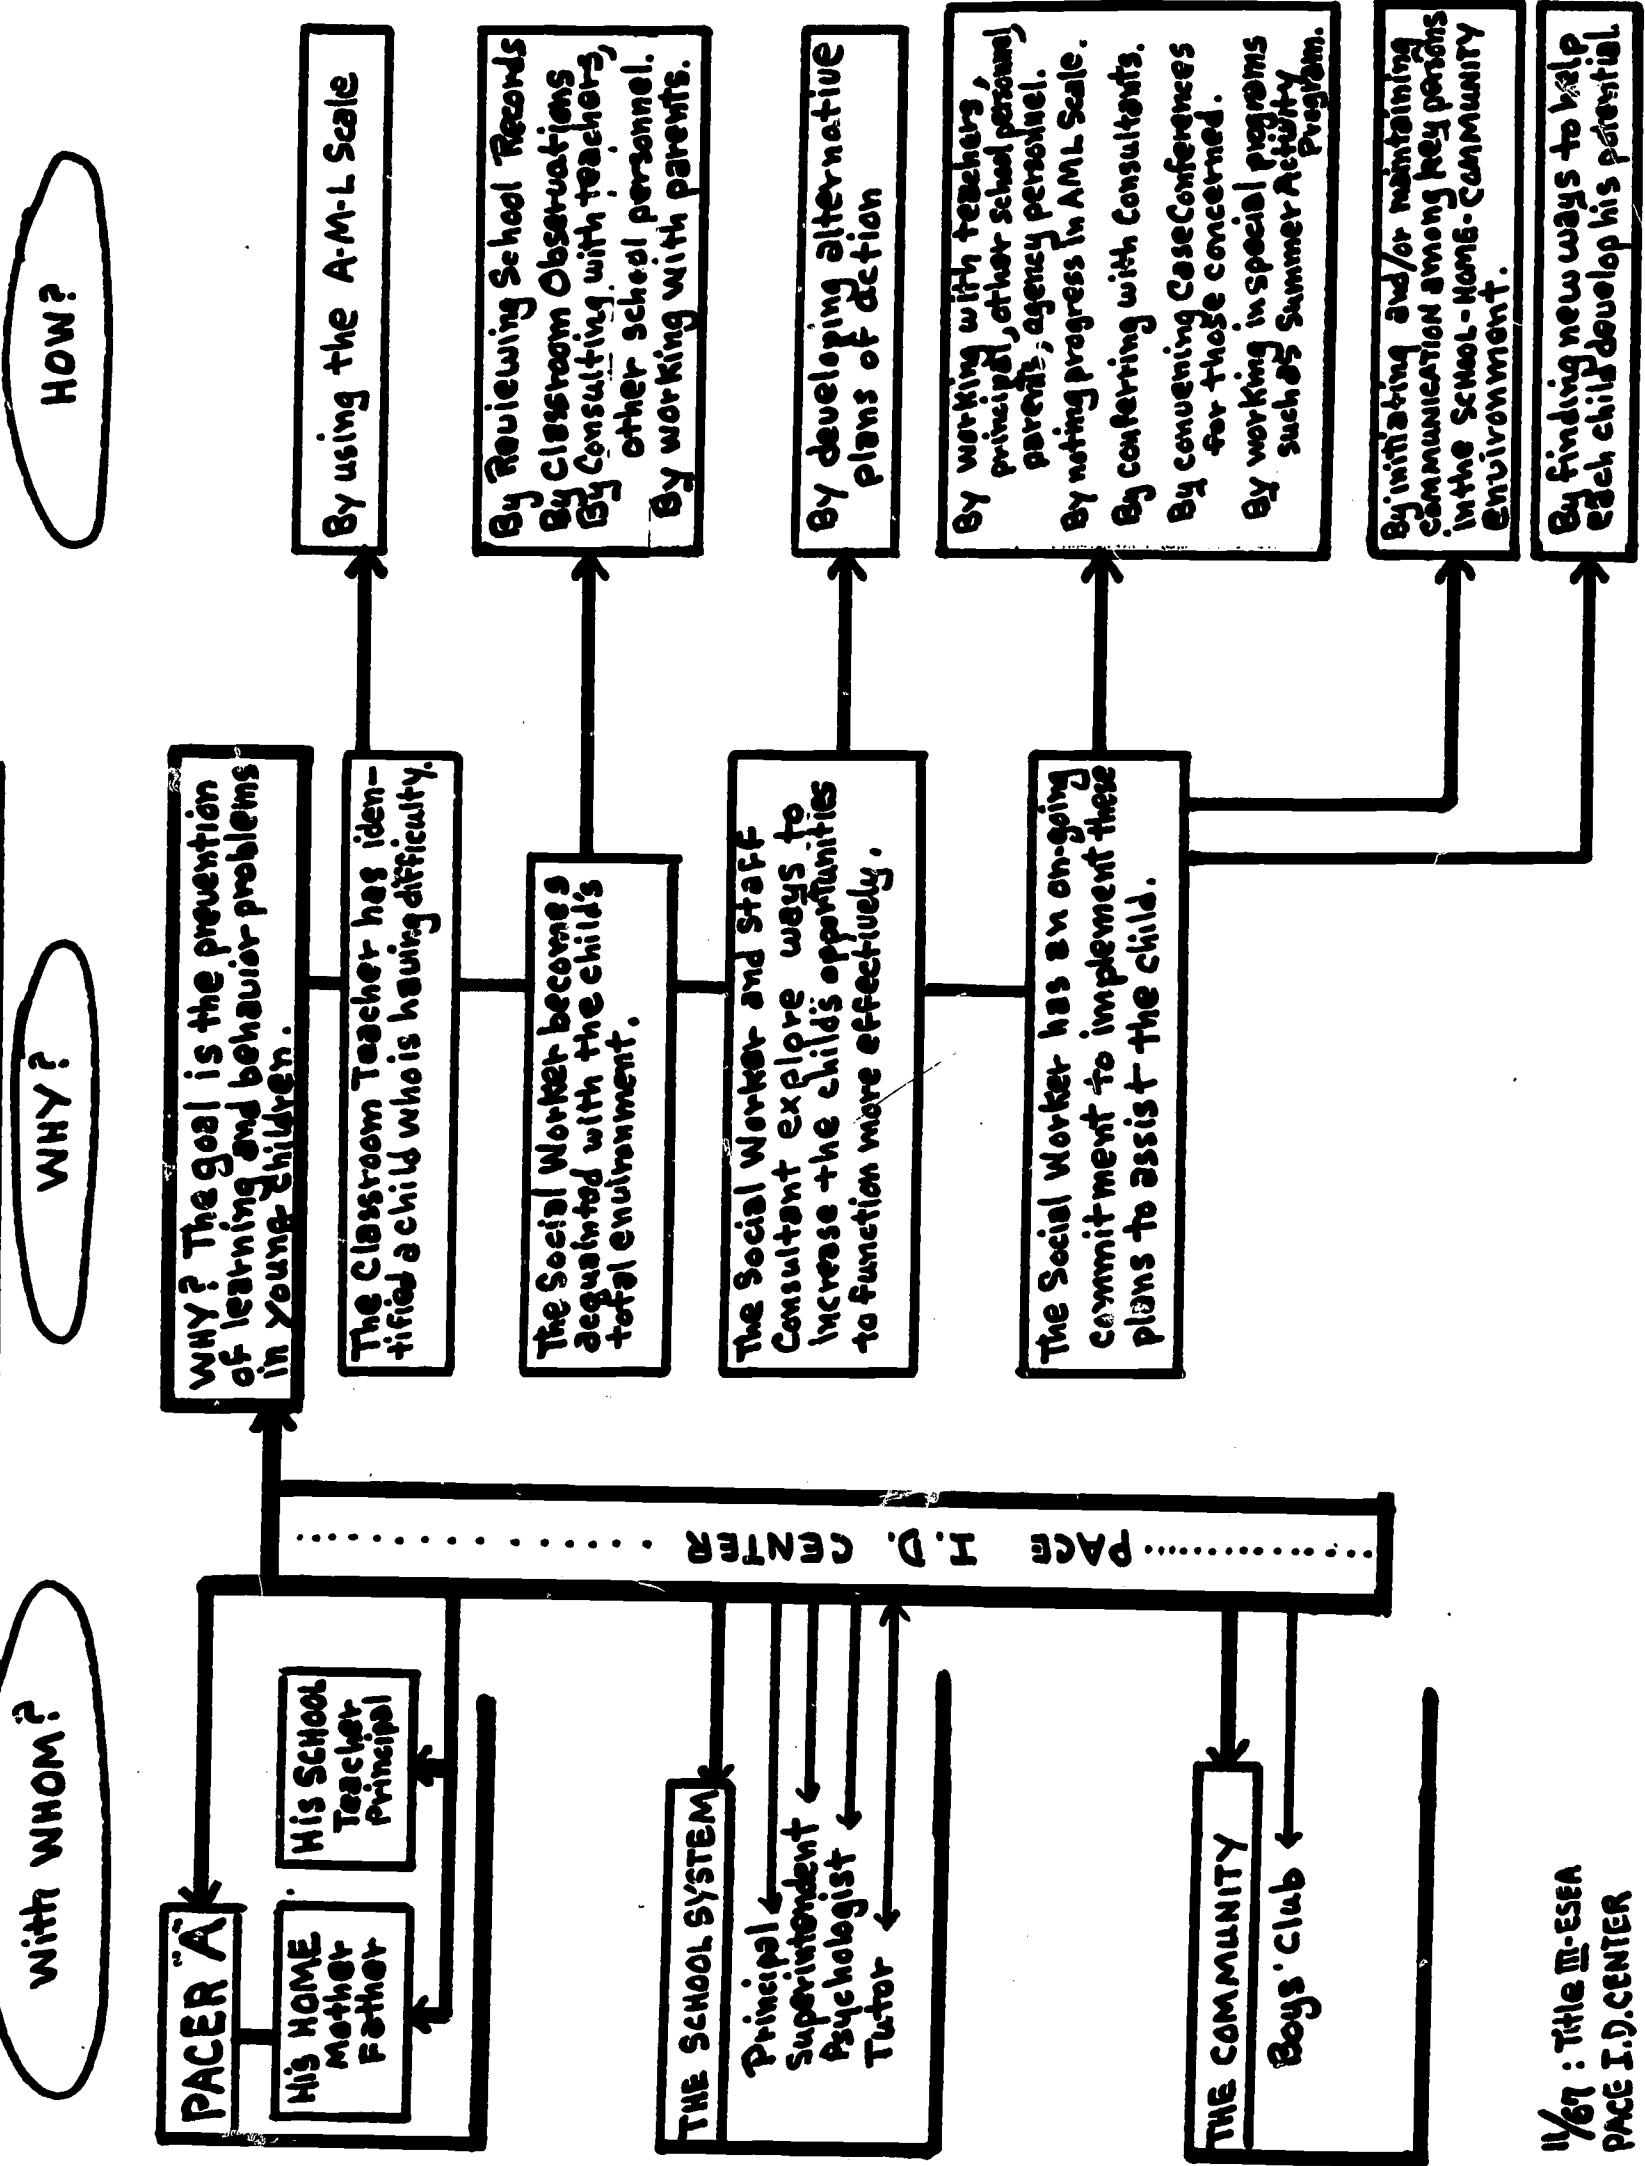 With WHOM?
PACER "A"
His HOME
Mother
Father
His SCHOOL
Teacher
Principal
THE SCHOOL SYSTEM
Principal
Superintendent
Psychologist
Tutor
THE COMMUNITY
Boys' Club
11/67: Title III-ESEA
PACE I.D. CENTER
PACE I.D. CENTER
WHY?
WHY? The goal is the prevention
of learning and behavior problems
in young children.
The Classroom Teacher has iden-
tified a child who is having difficulty.
The Social Worker becomes
acquainted with the child's
total environment.
The Social Worker and staff
Consultant explore ways to
increase the child's opportunities
to function more effectively.
The Social Worker has an on-going
commitment to implement these
plans to assist the child.
HOW?
By using the A-M-L Scale
By Reviewing School Records
By Classroom Observations
By Consulting with teachers,
other school personnel.
By working with parents.
By developing alternative
plans of action
By working with teachers,
principal, other school personnel,
parents, agency personnel.
By noting progress in AML Scale.
By conferring with Consultants.
By convening Case Conferences
for those concerned.
By working in special programs
such as Summer Activity
Program.
By initiating and/or maintaining
communication among key persons
in the SCHOOL-HOME-COMMUNITY
environment.
By finding new ways to help
each child develop his potential